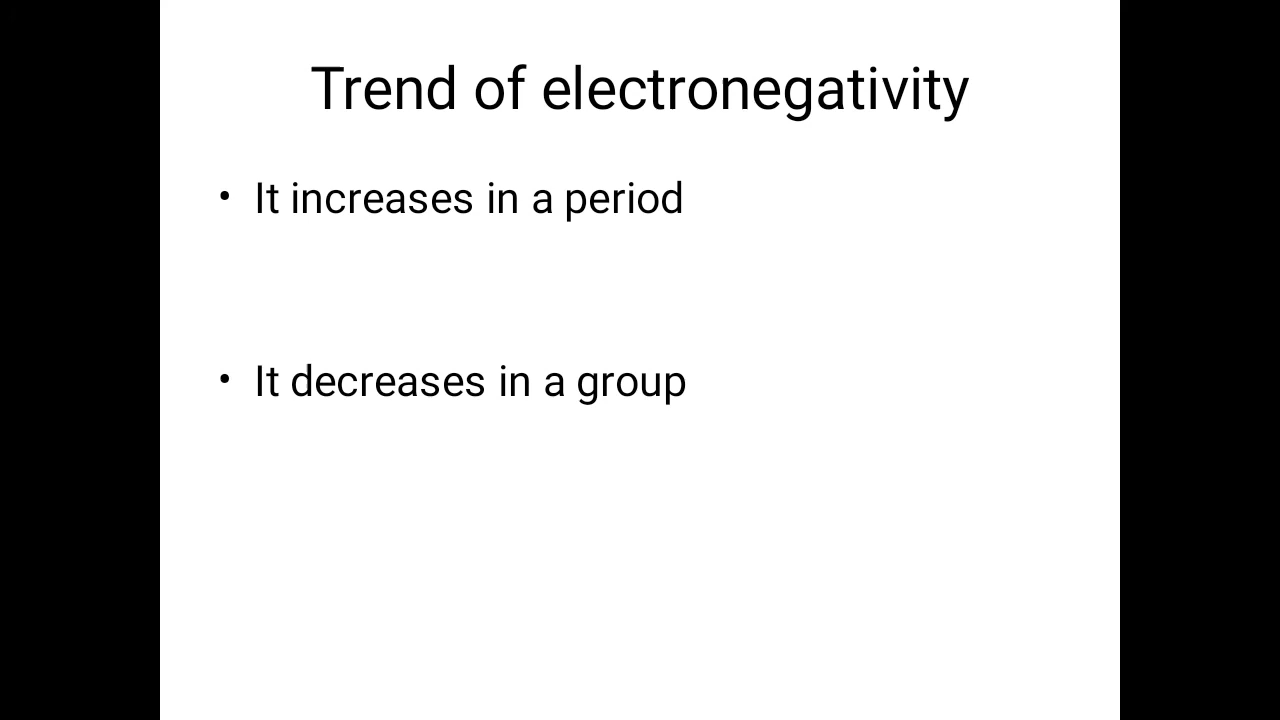 Trend of electronegativity
• It increases in a period
• It decreases in a group